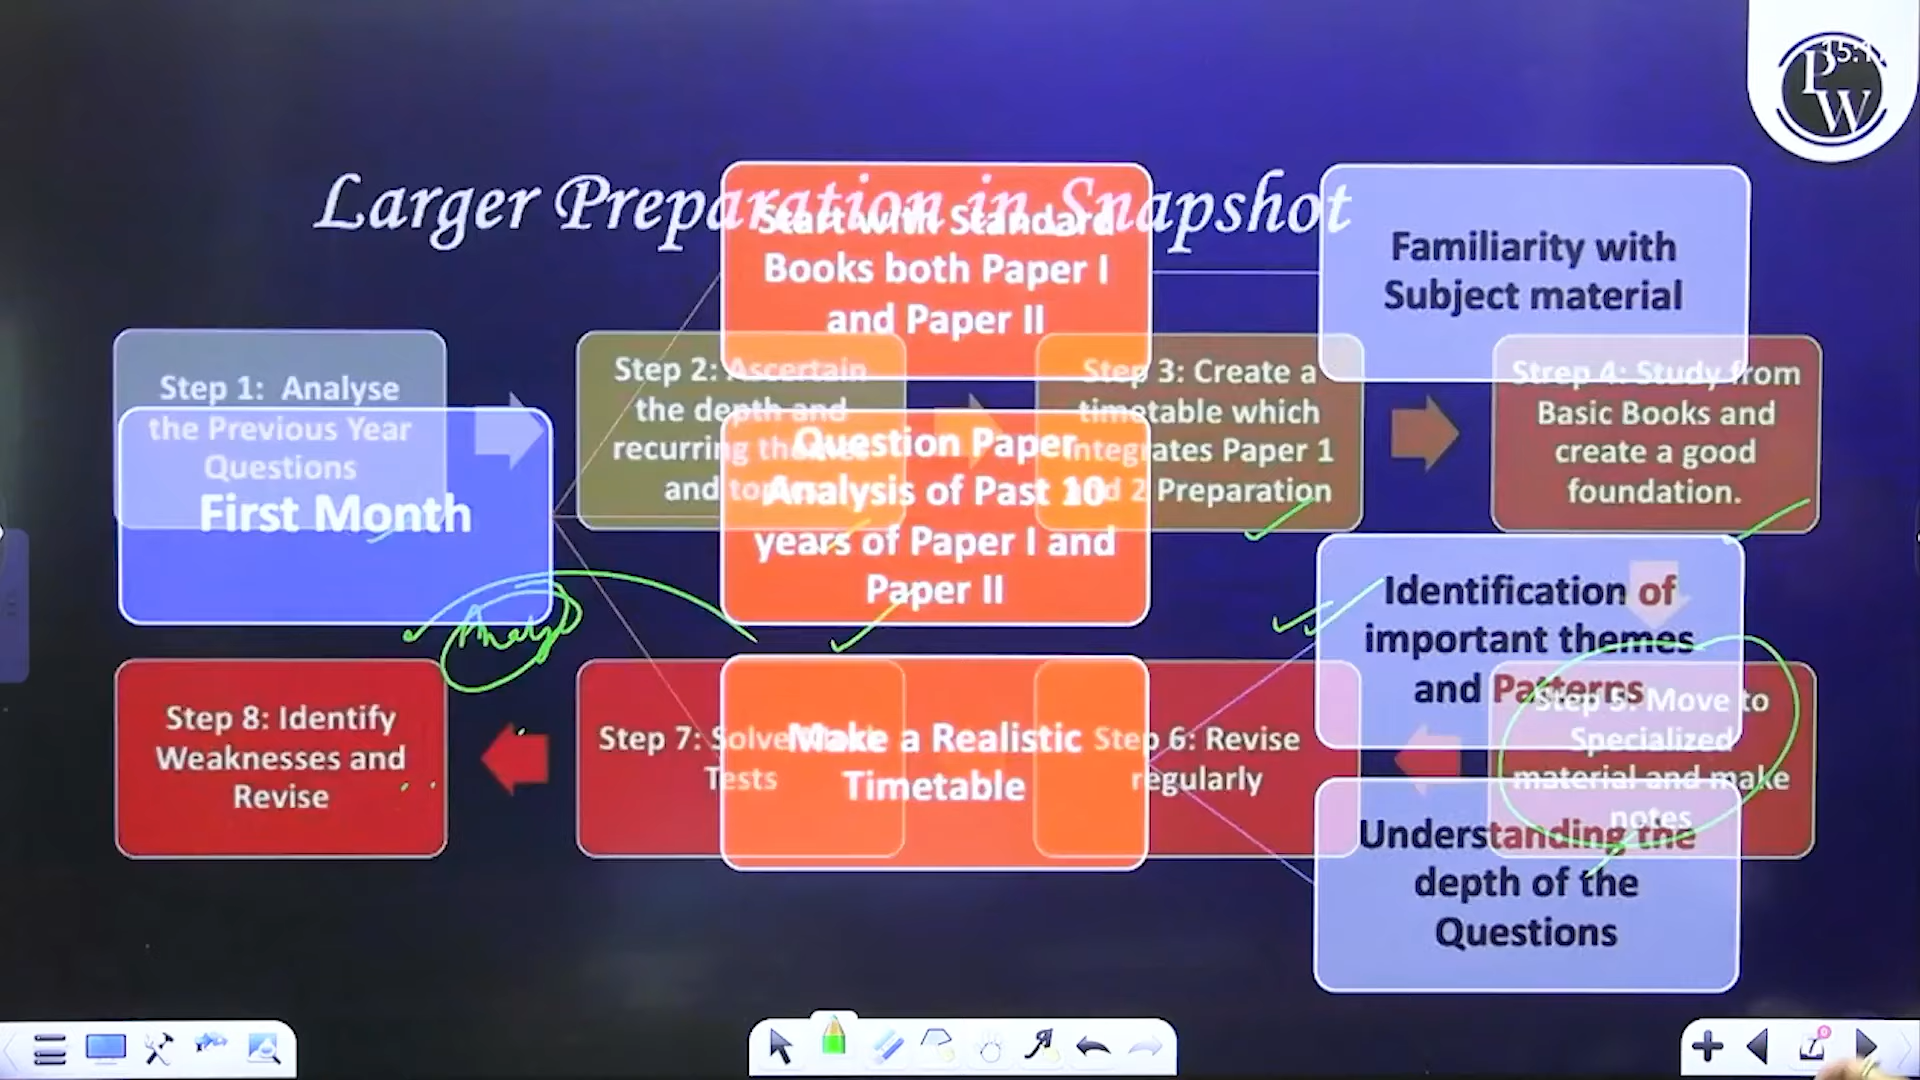 15:1
PW
Larger Preparation in Snapshot
Start with Standard
Books both Paper I
and Paper II
Familiarity with
Subject material
Step 1: Analyse
the Previous Year
Questions
Step 2: Ascertain
the depth and
recurring
and
Step 3: Create a
timetable which
integrates Paper 1
2 Preparation
Strep 4: Study from
Basic Books and
create a good
foundation.
First Month
Question Paper
Analysis of Past 10
years of Paper I and
Paper II
Identification of
important themes
and Patterns
Step 8: Identify
Weaknesses and
Revise
Step 7: Solve
Tests
Make a Realistic
Timetable
Step 6: Revise
regularly
Step 5: Move to
Specialized
material and make
notes
Understanding the
depth of the
Questions